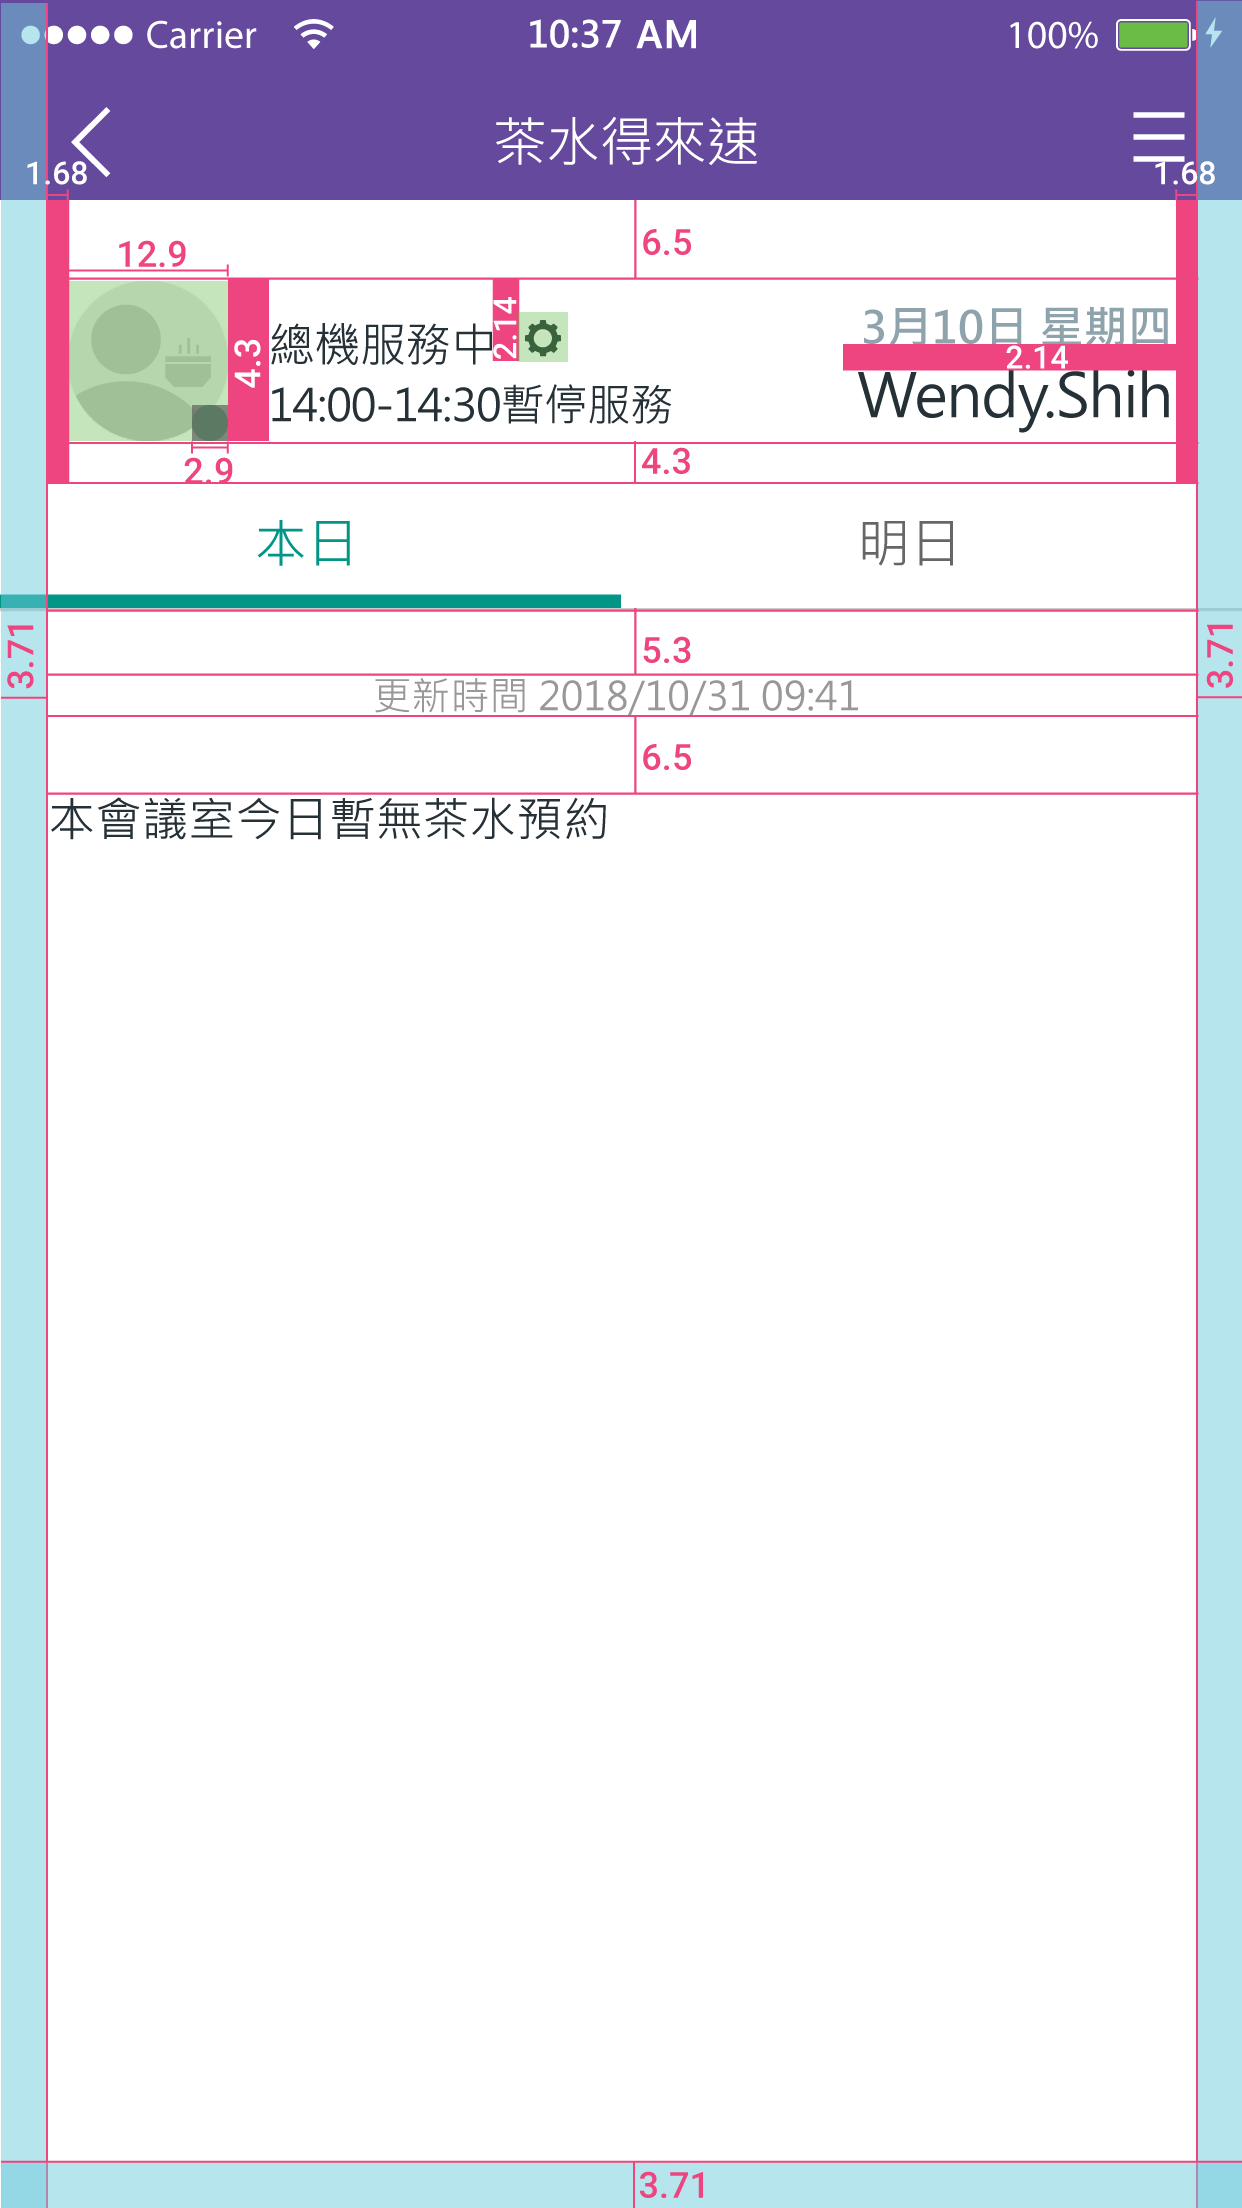 Carrier 10:37 AM 100%
茶水得來速
1.68 1.68
6.5
12.9
3月10日 星期四
總機服務中 2.14
4.3
2.14
Wendy.Shih
14:00-14:30暫停服務
4.3
2.9
本日 明日
3.71 3.71
5.3
更新時間 2018/10/31 09:41
6.5
本會議室今日暫無茶水預約
3.71